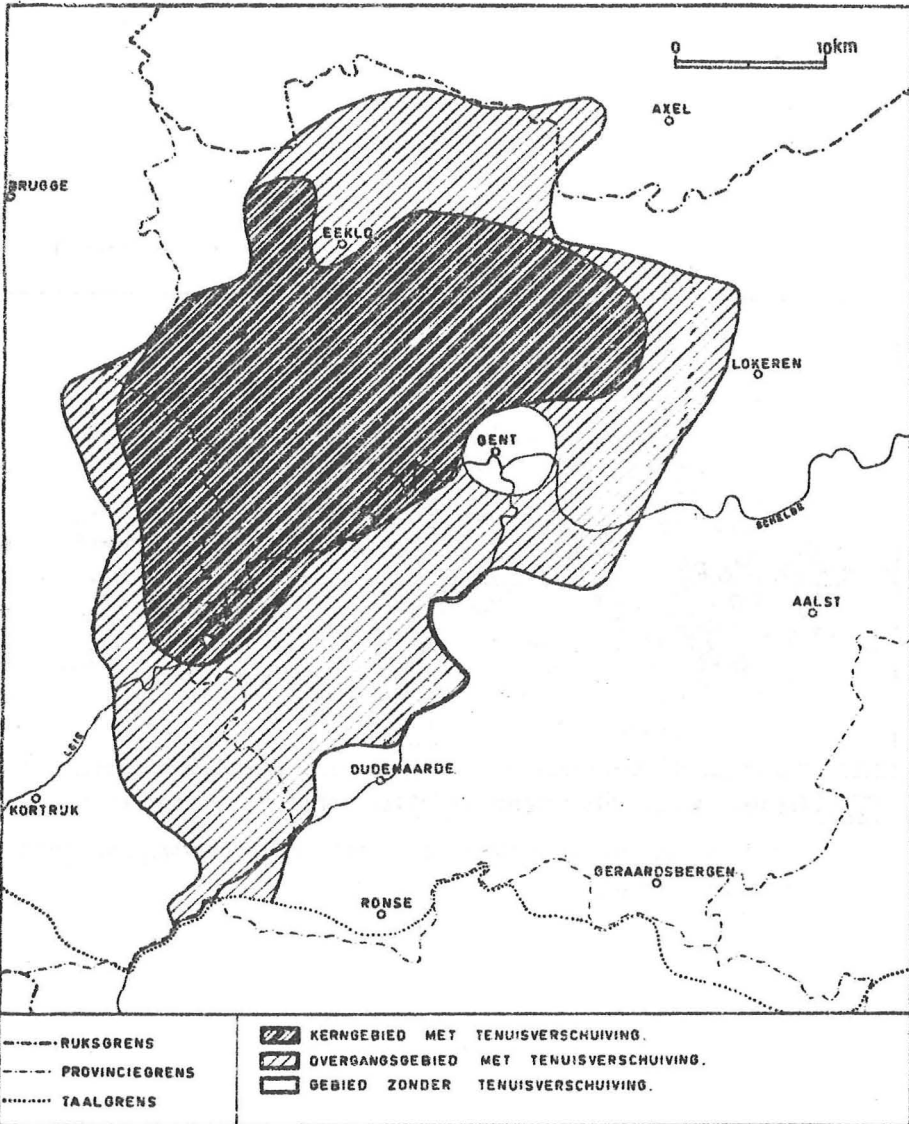 0 10km
AXEL
BRUGGE
EEKLO
LOKEREN
GENT
SCHELDE
AALST
LEIE
OUDENAARDE
KORTRIJK
GERAARDSBERGEN
RONSE
RIJKSGRENS
PROVINCIEGRENS
TAALGRENS
KERNGEBIED MET TENUISVERSCHUIVING.
OVERGANGSGEBIED MET TENUISVERSCHUIVING.
GEBIED ZONDER TENUISVERSCHUIVING.